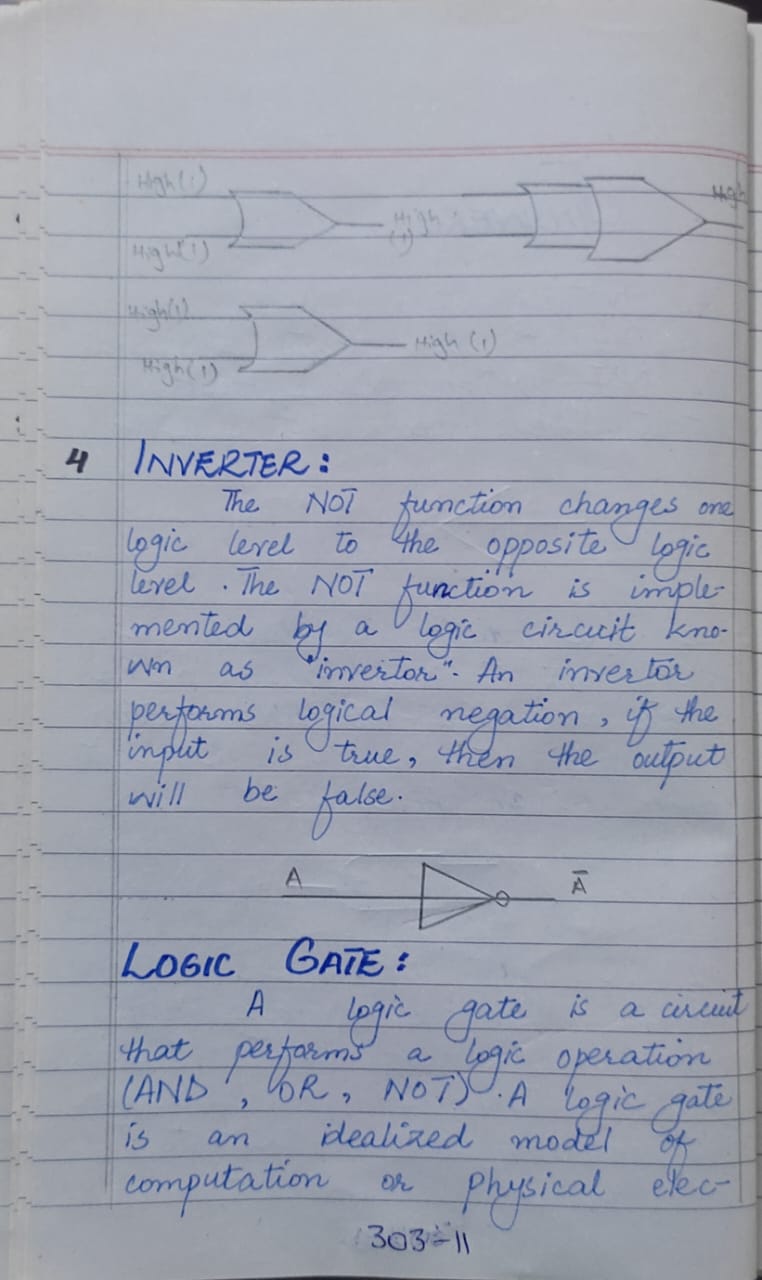 High(1)
High
High
(1)
High(1)
High(1)
High (1)
High(1)
4 INVERTER:
The NOT function changes one
logic level to the opposite logic
level. The NOT function is imple-
mented by a logic circuit kno-
wn as "invertor". An invertor
performs logical negation, if the
input is true, then the output
will be false.
A Ā
LOGIC GATE:
A logic gate is a circuit
that performs a logic operation
(AND, OR, NOT). A logic gate
is an idealized model of
computation or physical elec-
303-11